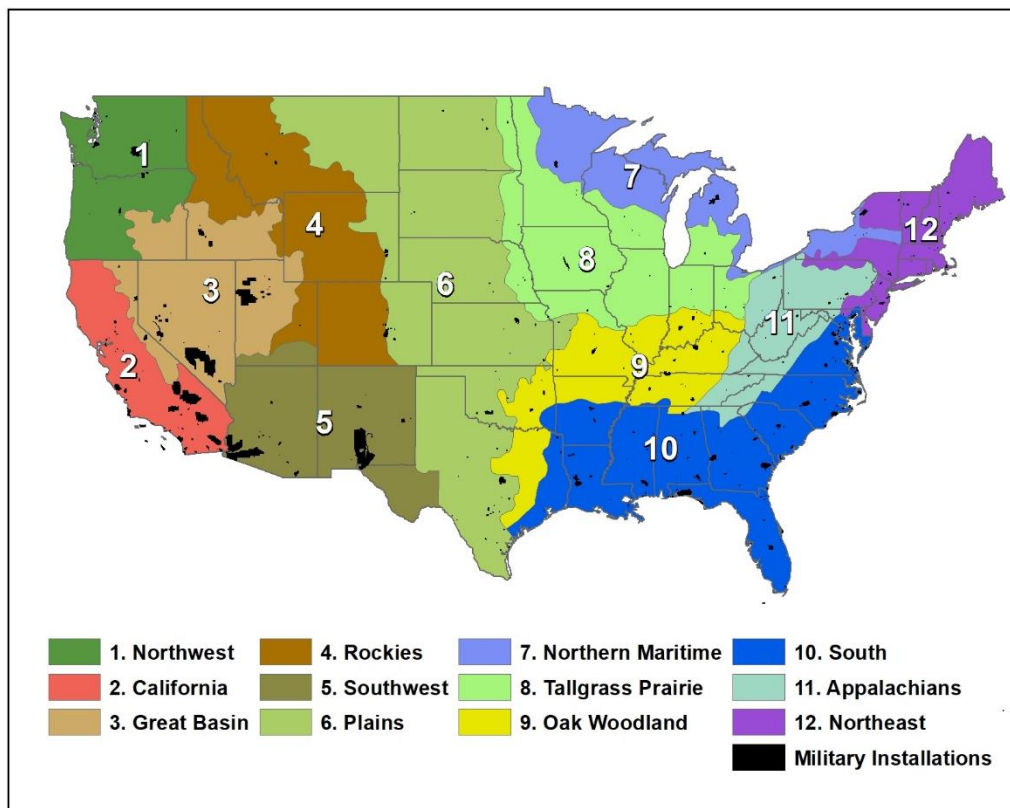 1
2
3
4
5
6
7
8
9
10
11
12
1. Northwest
4. Rockies
7. Northern Maritime
10. South
2. California
5. Southwest
8. Tallgrass Prairie
11. Appalachians
3. Great Basin
6. Plains
9. Oak Woodland
12. Northeast
Military Installations